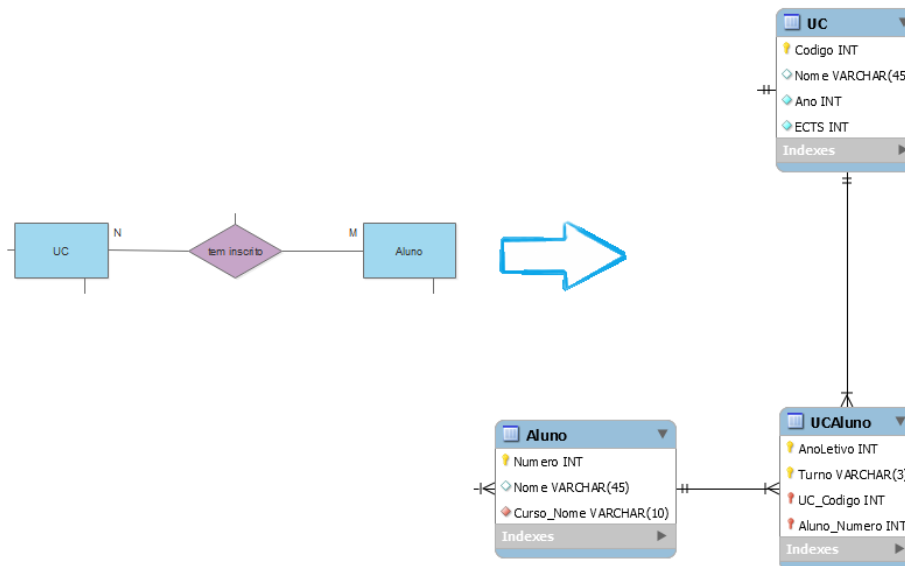 UC
N
tem inscrito
M
Aluno
UC
Codigo INT
Nome VARCHAR(45
Ano INT
ECTS INT
Indexes
Aluno
Numero INT
Nome VARCHAR(45)
Curso_Nome VARCHAR(10)
Indexes
UCAluno
AnoLetivo INT
Turno VARCHAR(3)
UC_Codigo INT
Aluno_Numero INT
Indexes